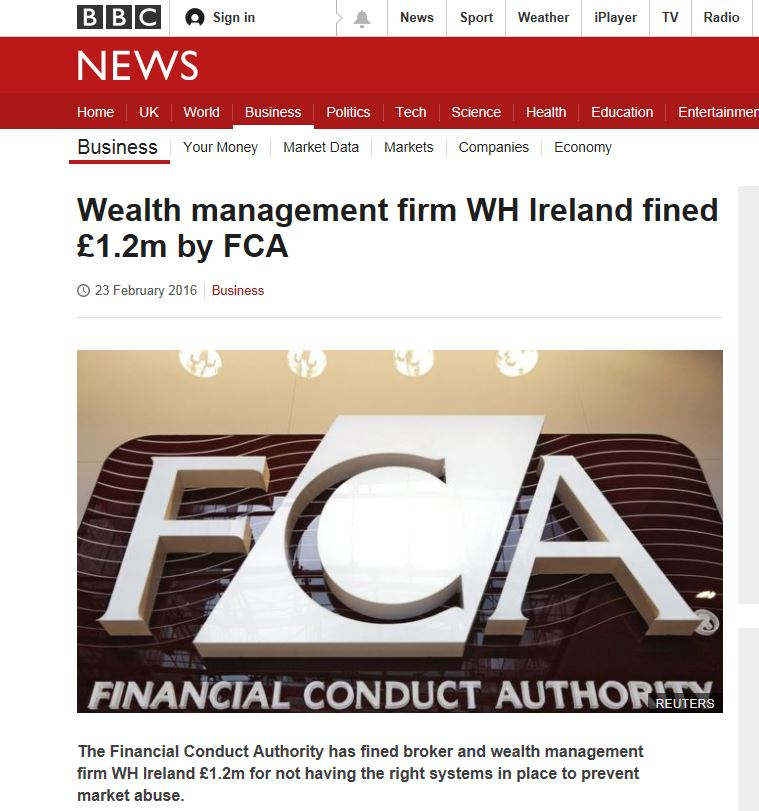 BBC Sign in News Sport Weather iPlayer TV Radio
NEWS
Home UK World Business Politics Tech Science Health Education
Business Your Money Market Data Markets Companies Economy
Wealth management firm WH Ireland fined
£1.2m by FCA
23 February 2016 Business
FCA
FINANCIAL CONDUCT AUTHORITY
REUTERS
The Financial Conduct Authority has fined broker and wealth management
firm WH Ireland £1.2m for not having the right systems in place to prevent
market abuse.